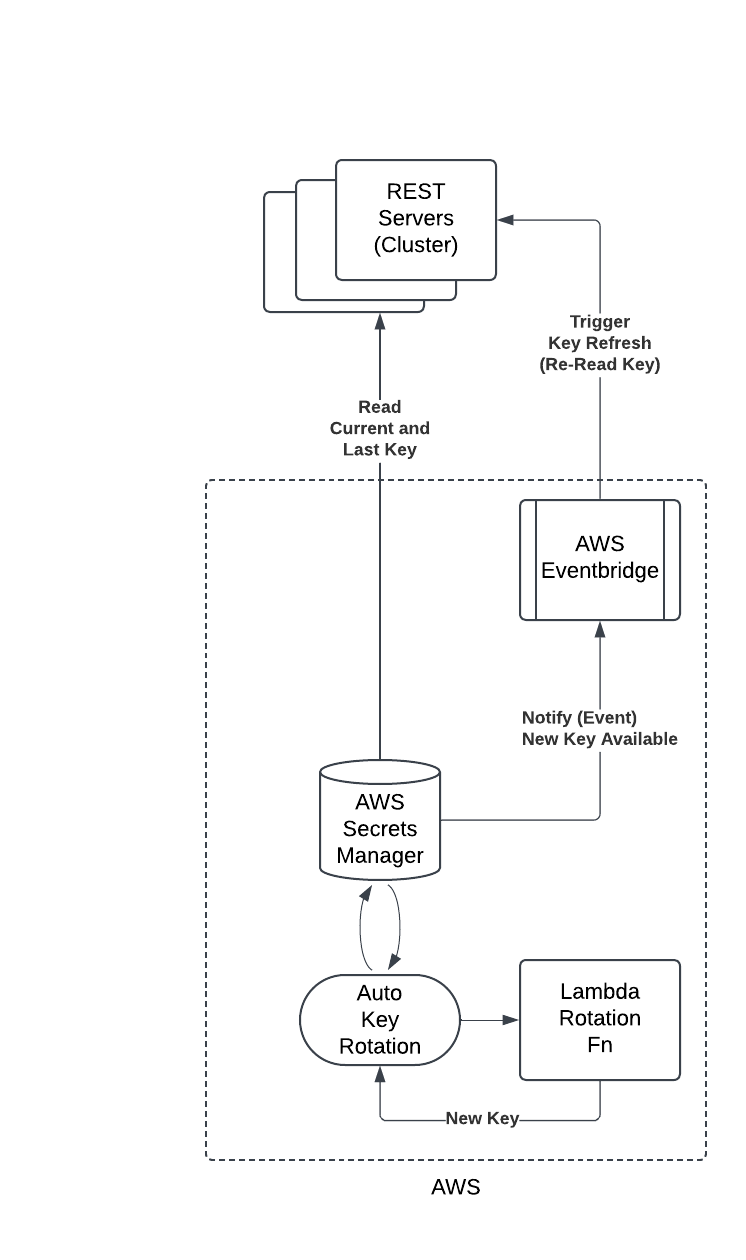 REST
Servers
(Cluster)
Trigger
Key Refresh
(Re-Read Key)
Read
Current and
Last Key
AWS
Eventbridge
Notify (Event)
New Key Available
AWS
Secrets
Manager
Auto
Key
Rotation
Lambda
Rotation
Fn
New Key
AWS